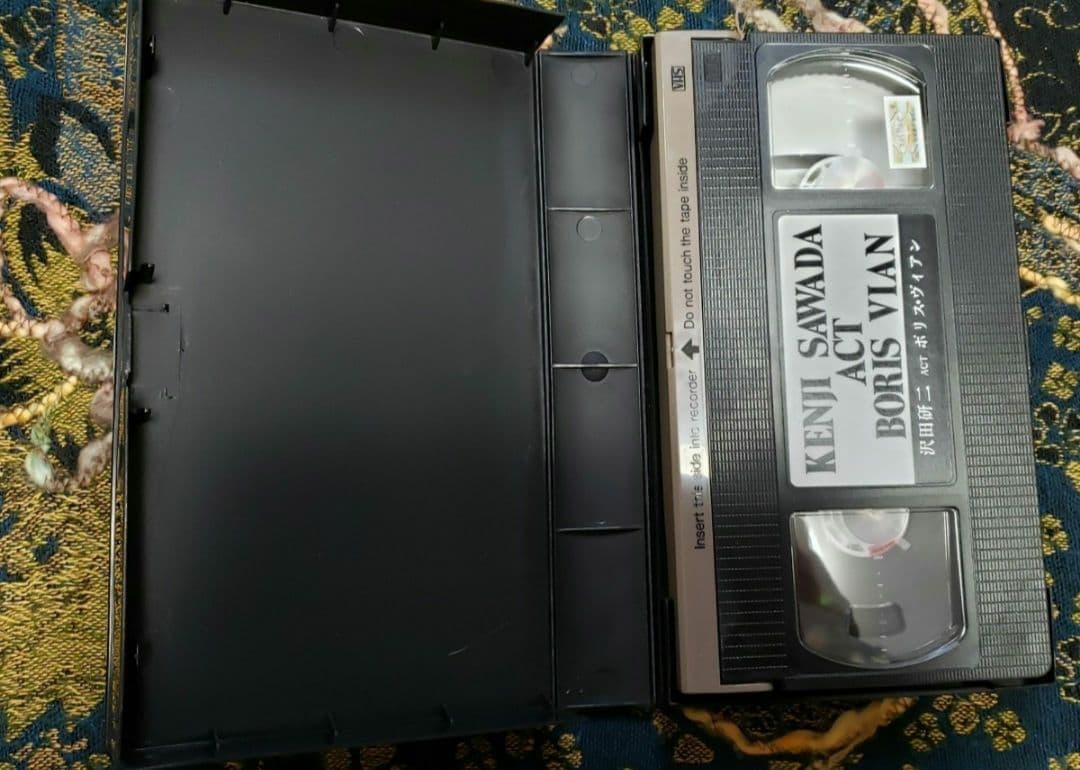 VHS
Insert this side into recorder ↑ Do not touch the tape inside
KENJI SAWADA
ACT
BORIS VIAN
沢田研二 ACT ボリス・ヴィアン